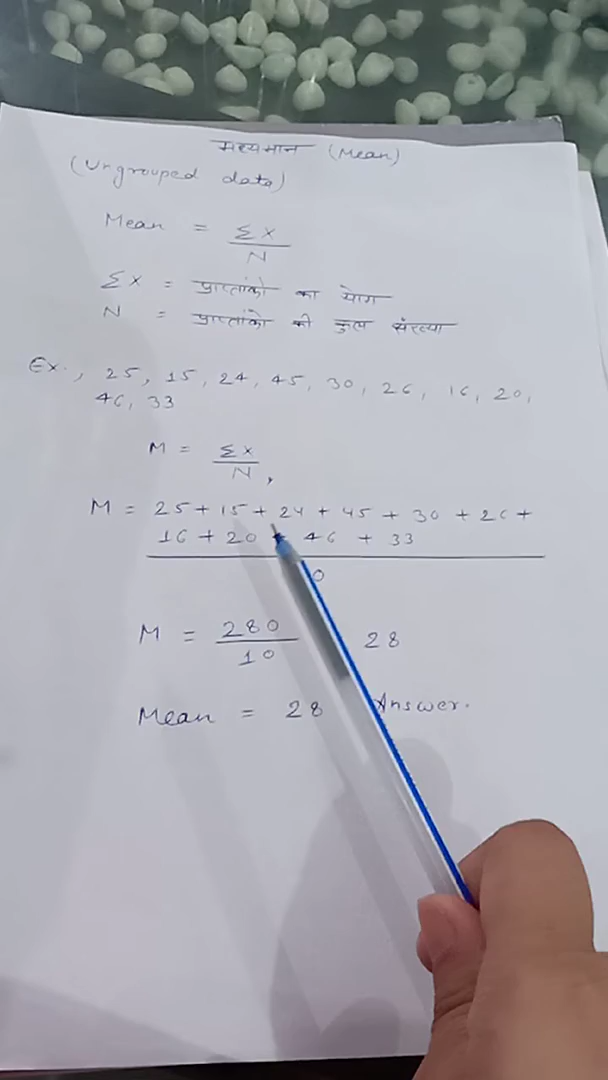 मध्यमान (Mean)
(Ungrouped data)
Mean = ΣX
N
ΣX = प्राप्तांको का योग
N = प्राप्तांको की कुल संख्या
Ex., 25, 15, 24, 45, 30, 26, 16, 20,
46, 33
M = ΣX
N,
M = 25 + 15 + 24 + 45 + 30 + 26 +
16 + 20 + 46 + 33
0
M = 280 28
10
Mean = 28 Answer.